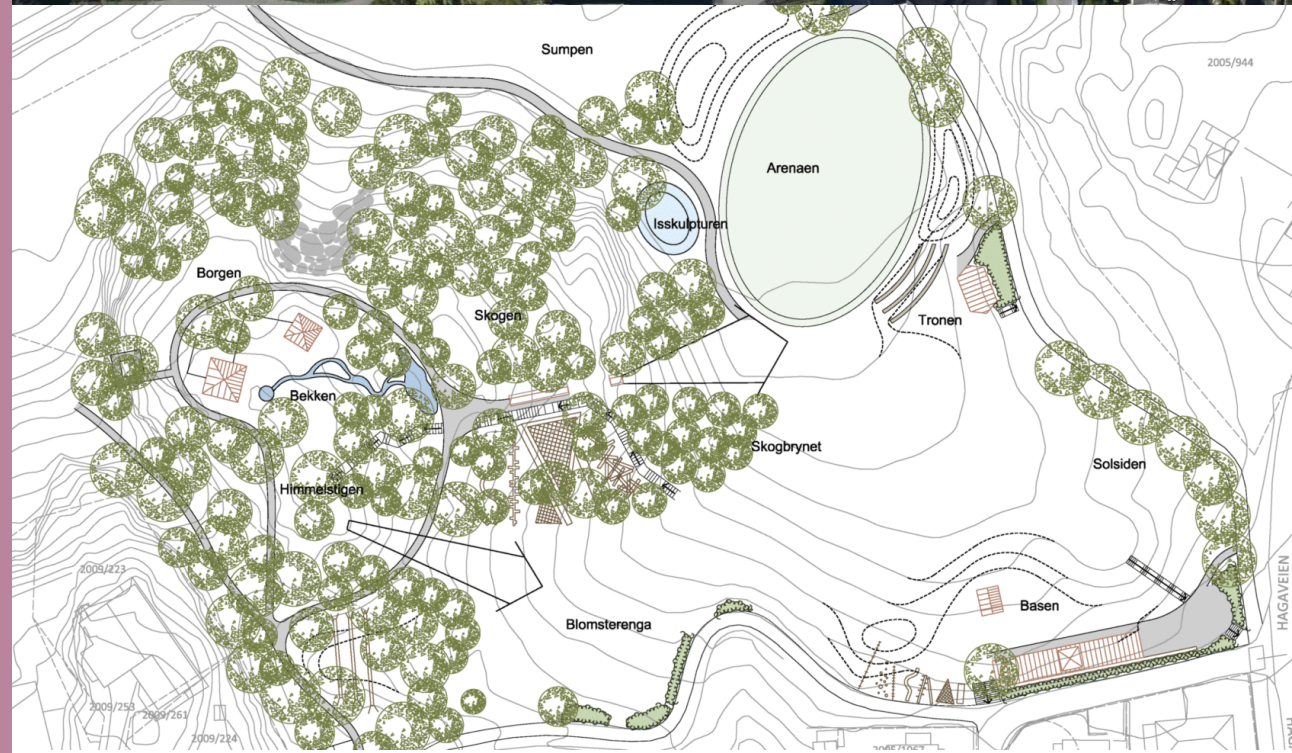 Sumpen
2005/944
Arenaen
Isskulpturen
Borgen
Skogen
Tronen
Bekken
Skogbrynet
Solsiden
Himmelstigen
2009/223
HAGAVEIEN
Basen
Blomsterenga
2009/253
2009/261
2009/224